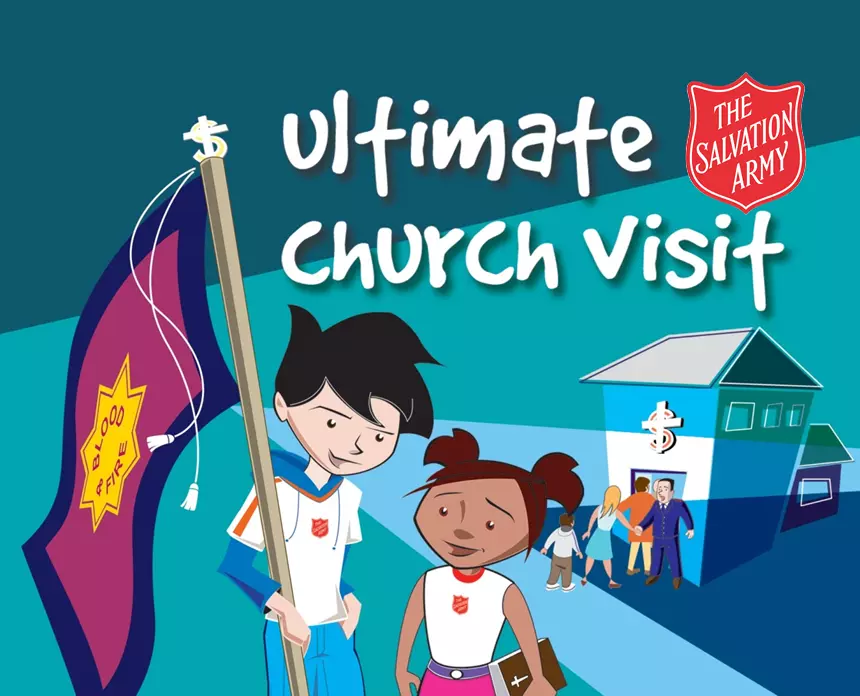 Ultimate
Church Visit
THE
SALVATION
ARMY
BLOOD
& FIRE